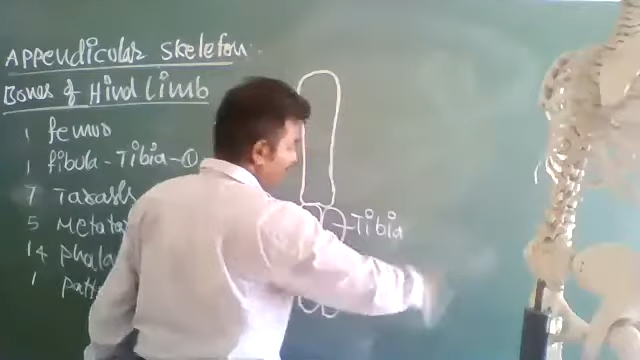 Appendicular Skeleton
Bones of Hind Limb
1 femur
1 fibula - Tibia - 1
7 Tarsals
5 Metata
14 Phala
1 Patt
Tibia